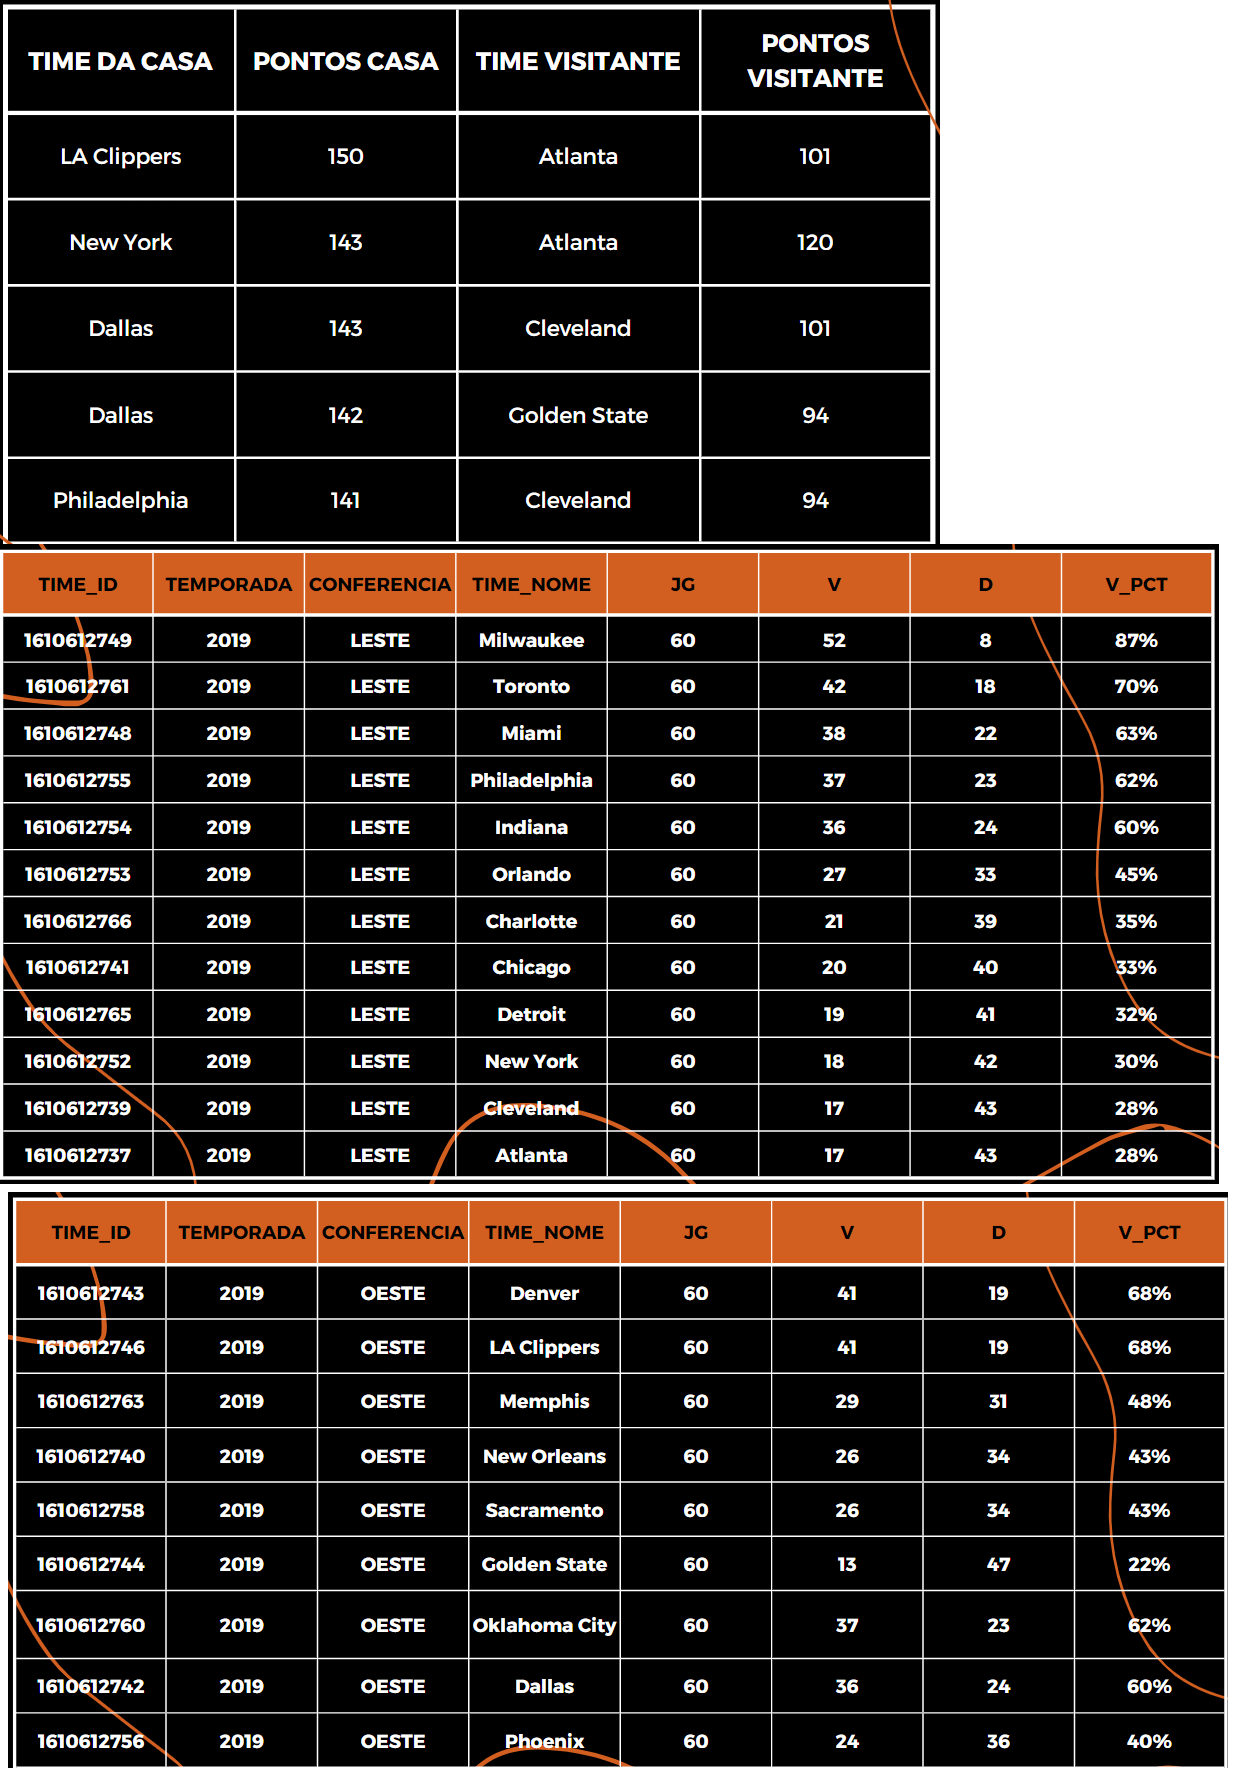 TIME DA CASA PONTOS CASA TIME VISITANTE PONTOS VISITANTE
LA Clippers 150 Atlanta 101
New York 143 Atlanta 120
Dallas 143 Cleveland 101
Dallas 142 Golden State 94
Philadelphia 141 Cleveland 94
TIME_ID TEMPORADA CONFERENCIA TIME_NOME JG V D V_PCT
1610612749 2019 LESTE Milwaukee 60 52 8 87%
1610612761 2019 LESTE Toronto 60 42 18 70%
1610612748 2019 LESTE Miami 60 38 22 63%
1610612755 2019 LESTE Philadelphia 60 37 23 62%
1610612754 2019 LESTE Indiana 60 36 24 60%
1610612753 2019 LESTE Orlando 60 27 33 45%
1610612766 2019 LESTE Charlotte 60 21 39 35%
1610612741 2019 LESTE Chicago 60 20 40 33%
1610612765 2019 LESTE Detroit 60 19 41 32%
1610612752 2019 LESTE New York 60 18 42 30%
1610612739 2019 LESTE Cleveland 60 17 43 28%
1610612737 2019 LESTE Atlanta 60 17 43 28%
TIME_ID TEMPORADA CONFERENCIA TIME_NOME JG V D V_PCT
1610612743 2019 OESTE Denver 60 41 19 68%
1610612746 2019 OESTE LA Clippers 60 41 19 68%
1610612763 2019 OESTE Memphis 60 29 31 48%
1610612740 2019 OESTE New Orleans 60 26 34 43%
1610612758 2019 OESTE Sacramento 60 26 34 43%
1610612744 2019 OESTE Golden State 60 13 47 22%
1610612760 2019 OESTE Oklahoma City 60 37 23 62%
1610612742 2019 OESTE Dallas 60 36 24 60%
1610612756 2019 OESTE Phoenix 60 24 36 40%